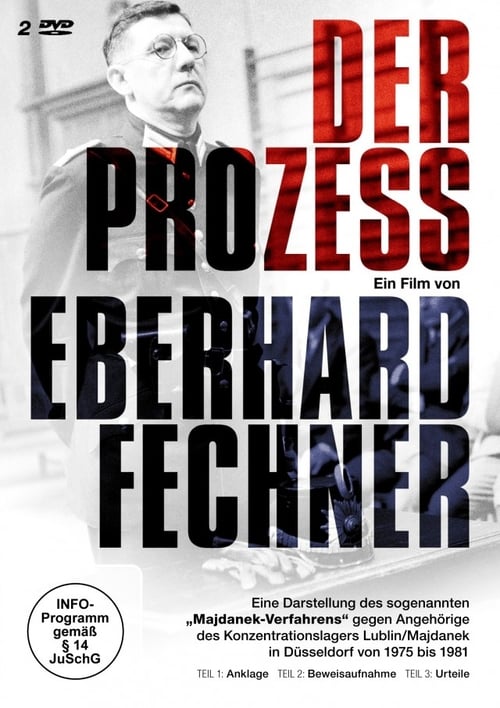 2 DVD
DER
PROZESS
Ein Film von
EBERHARD
FECHNER
INFO-
Programm
gemäß
§ 14
JuSchG
Eine Darstellung des sogenannten
„Majdanek-Verfahrens“ gegen Angehörige
des Konzentrationslagers Lublin/Majdanek
in Düsseldorf von 1975 bis 1981
TEIL 1: Anklage TEIL 2: Beweisaufnahme TEIL 3: Urteile